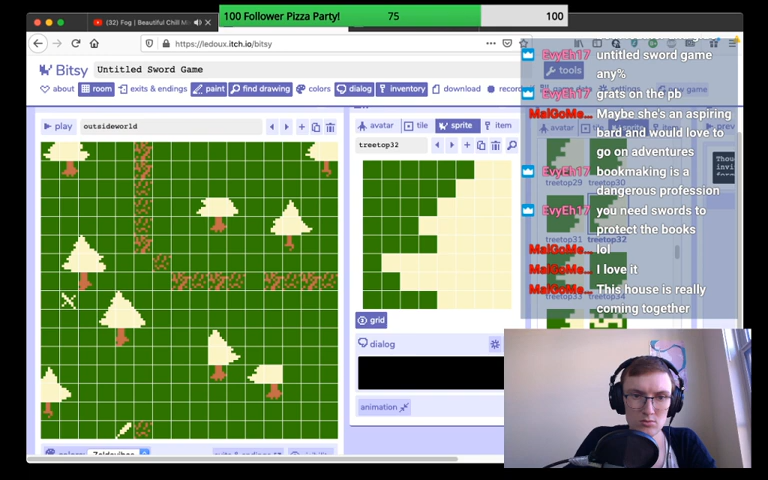 100 Follower Pizza Party! 75 100
(32) Fog | Beautiful Chill M
https://ledoux.itch.io/bitsy
Bitsy Untitled Sword Game
tools
about room exits & endings paint find drawing colors dialog inventory download
play outsideworld
avatar tile sprite item
treetop32
grid
dialog
animation
avatar
treetop29 treetop30
treetop31 treetop32
treetop33 treetop34
untitled sword game
any%
EvyEh17 grats on the pb
MalGoMe... Maybe she's an aspiring
bard and would love to
go on adventures
EvyEh17 bookmaking is a
dangerous profession
EvyEh17 you need swords to
protect the books
MalGoMe... lol
MalGoMe... I love it
MalGoMe... This house is really
coming together